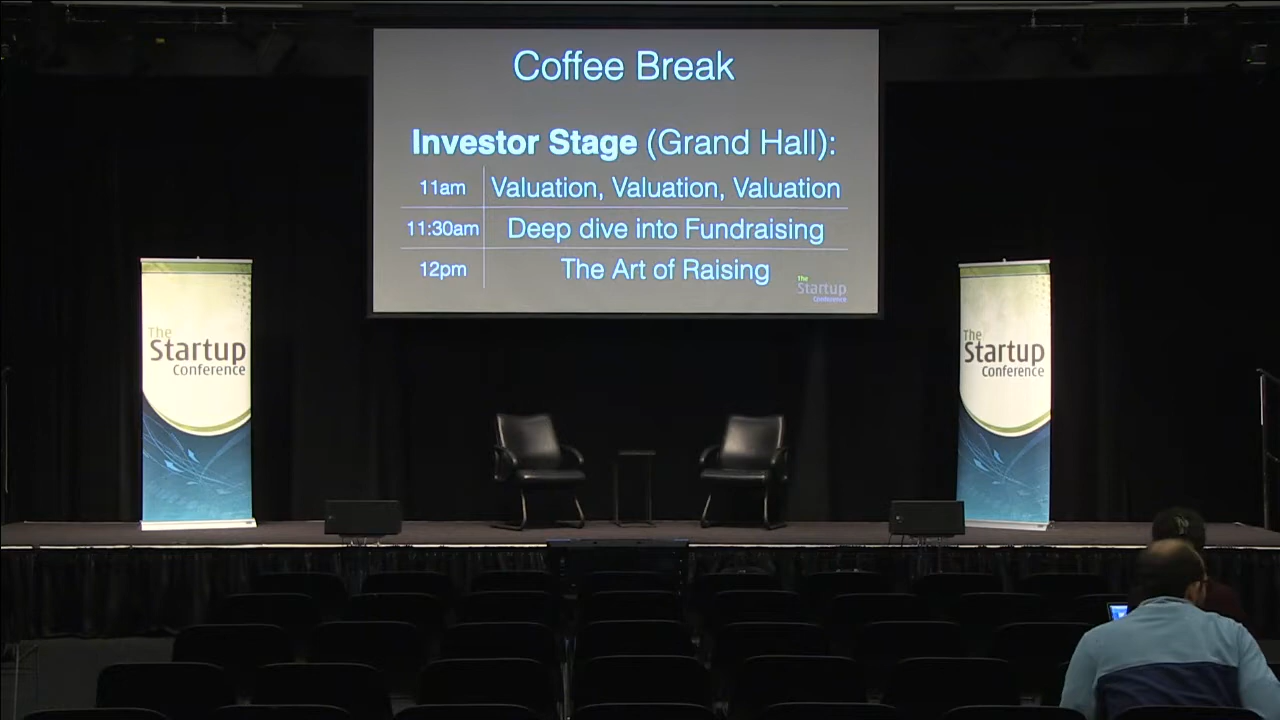 Coffee Break
Investor Stage (Grand Hall):
11am Valuation, Valuation, Valuation
11:30am Deep dive into Fundraising
12pm The Art of Raising
The
Startup
Conference
The
Startup
Conference
The
Startup
Conference